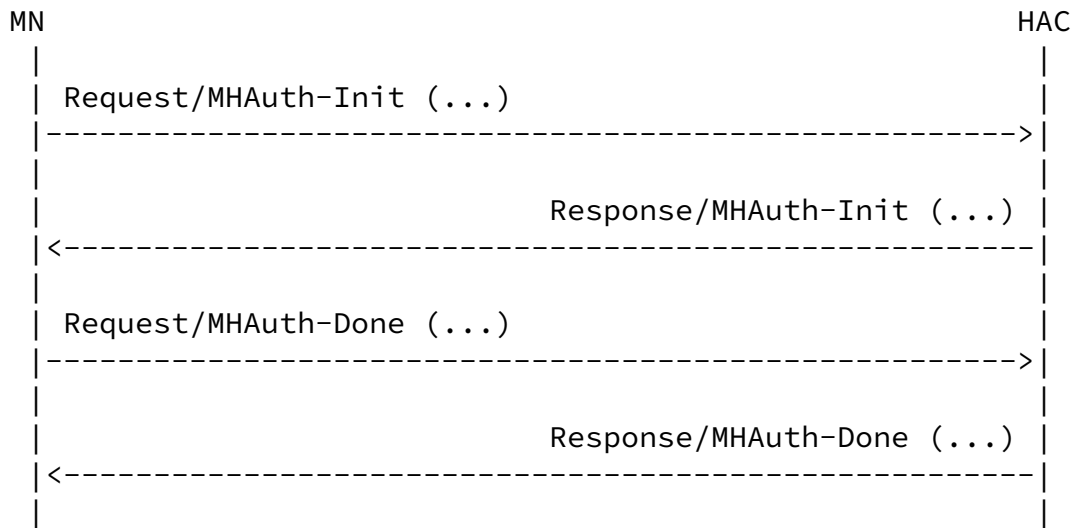 MN HAC
Request/MHAuth-Init (...)
Response/MHAuth-Init (...)
Request/MHAuth-Done (...)
Response/MHAuth-Done (...)